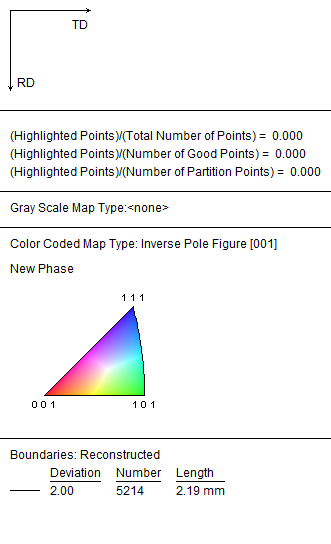 TD
RD
(Highlighted Points)/(Total Number of Points) = 0.000
(Highlighted Points)/(Number of Good Points) = 0.000
(Highlighted Points)/(Number of Partition Points) = 0.000
Gray Scale Map Type:<none>
Color Coded Map Type: Inverse Pole Figure [001]
New Phase
1 1 1
0 0 1 1 0 1
Boundaries: Reconstructed
Deviation Number Length
2.00 5214 2.19 mm